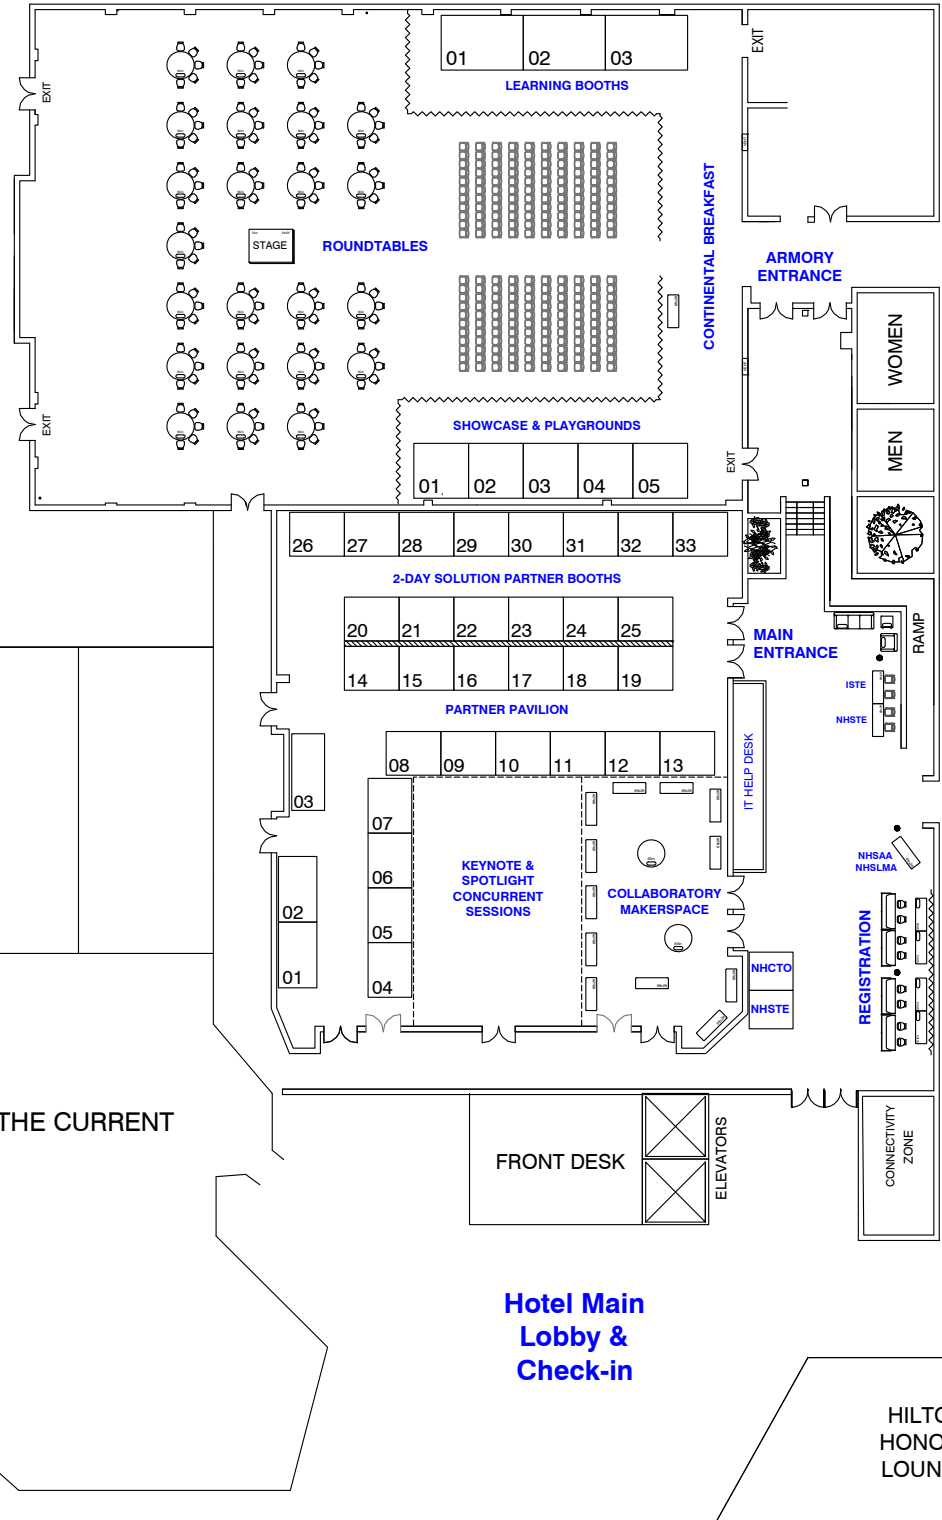 01 02 03
LEARNING BOOTHS
EXIT
EXIT
CONTINENTAL BREAKFAST
STAGE
ROUNDTABLES
ARMORY
ENTRANCE
WOMEN
MEN
EXIT
SHOWCASE & PLAYGROUNDS
EXIT
01 02 03 04 05
26 27 28 29 30 31 32 33
2-DAY SOLUTION PARTNER BOOTHS
20 21 22 23 24 25
14 15 16 17 18 19
PARTNER PAVILION
MAIN
ENTRANCE
RAMP
ISTE
NHSTE
IT HELP DESK
08 09 10 11 12 13
03
07
06
05
04
02
01
KEYNOTE &
SPOTLIGHT
CONCURRENT
SESSIONS
COLLABORATORY
MAKERSPACE
NHSAA
NHSLMA
REGISTRATION
NHCTO
NHSTE
THE CURRENT
FRONT DESK
ELEVATORS
CONNECTIVITY
ZONE
Hotel Main
Lobby &
Check-in
HILTO
HONO
LOUN